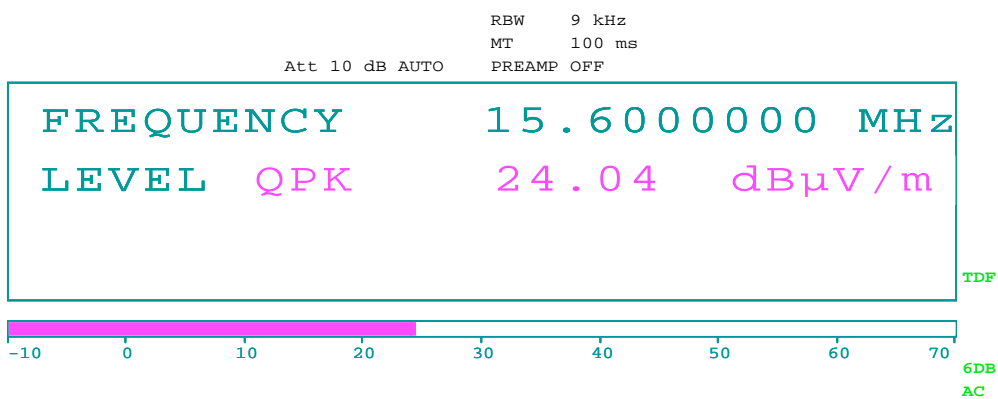 RBW 9 kHz
MT 100 ms
Att 10 dB AUTO PREAMP OFF
FREQUENCY 15.6000000 MHz
LEVEL QPK 24.04 dBµV/m
TDF
-10 0 10 20 30 40 50 60 70
6DB
AC